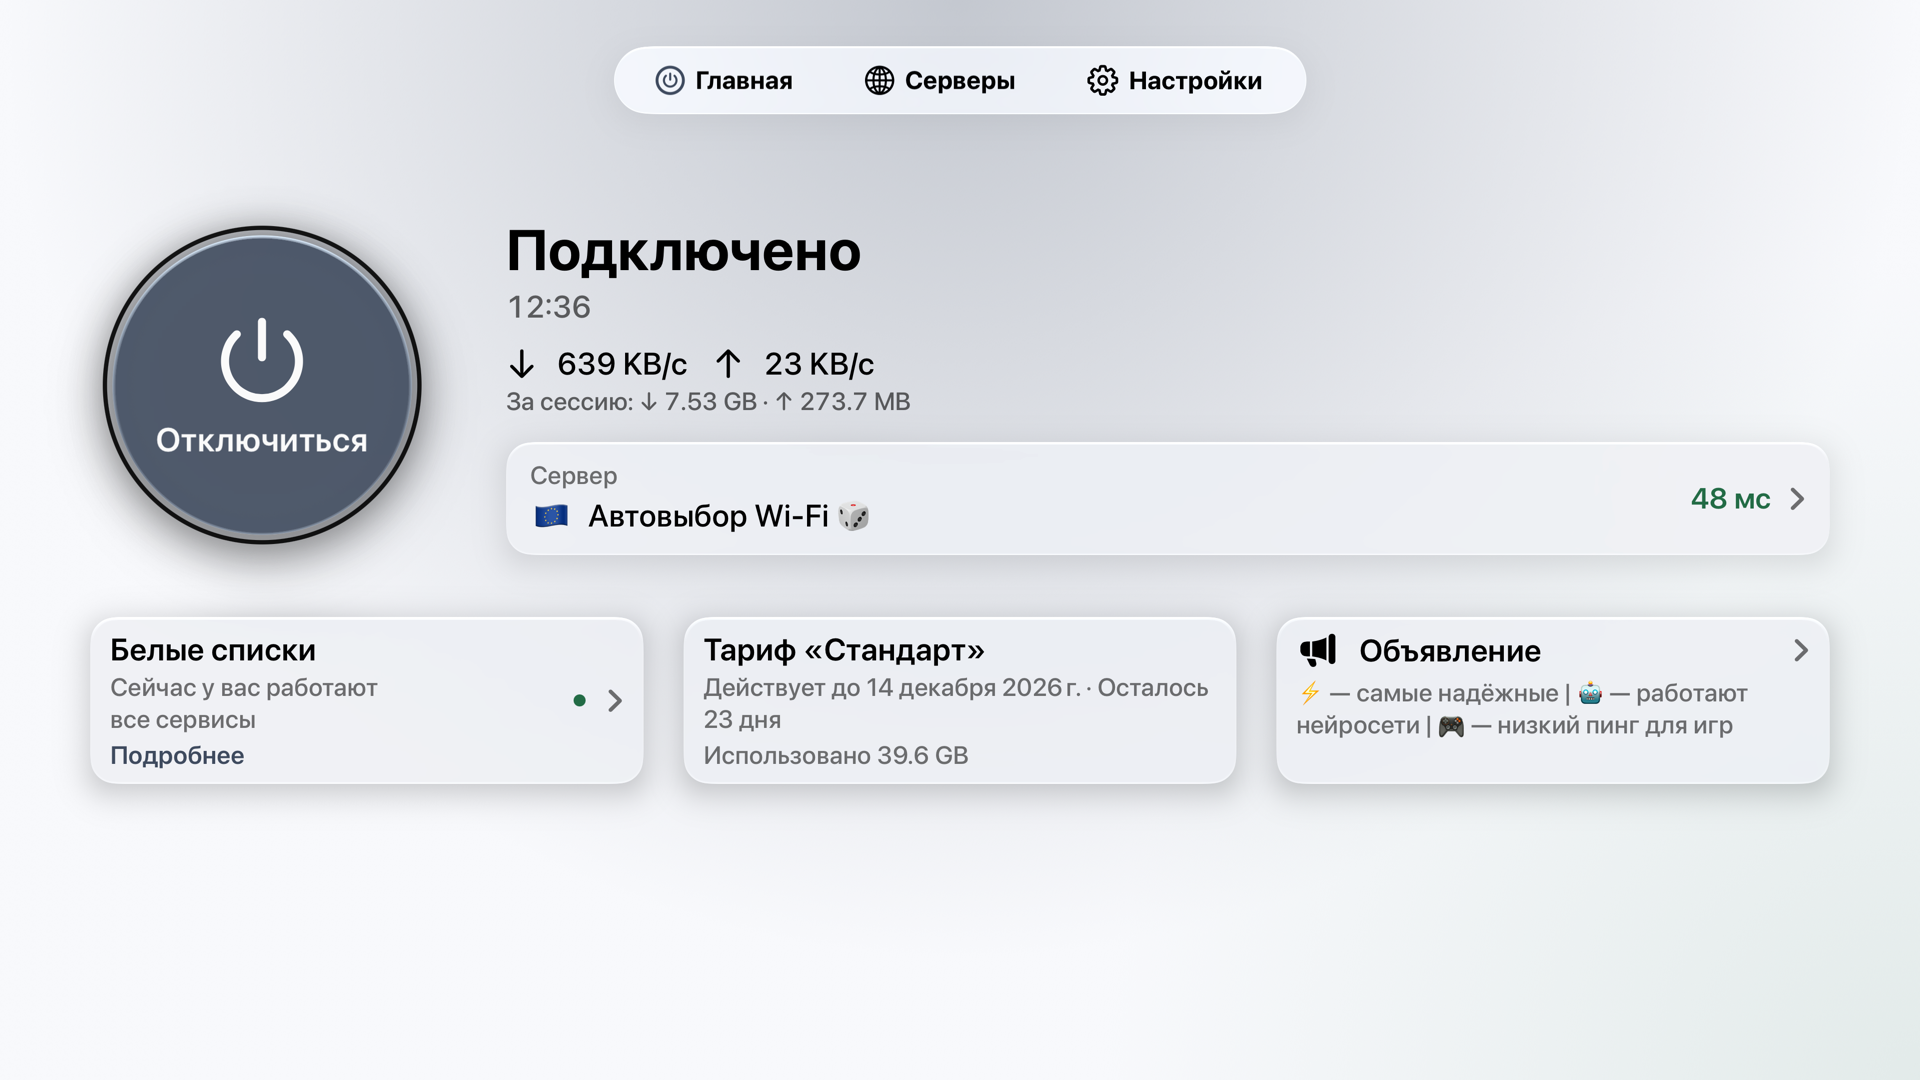 Главная
Серверы
Настройки
Отключиться
Подключено
12:36
↓ 639 KB/c ↑ 23 KB/c
За сессию: ↓ 7.53 GB · ↑ 273.7 MB
Сервер
🇪🇺 Автовыбор Wi-Fi 🎲
48 мс
Белые списки
Сейчас у вас работают
все сервисы
Подробнее
Тариф «Стандарт»
Действует до 14 декабря 2026 г. · Осталось
23 дня
Использовано 39.6 GB
Объявление
⚡ — самые надёжные | 🤖 — работают
нейросети | 🎮 — низкий пинг для игр